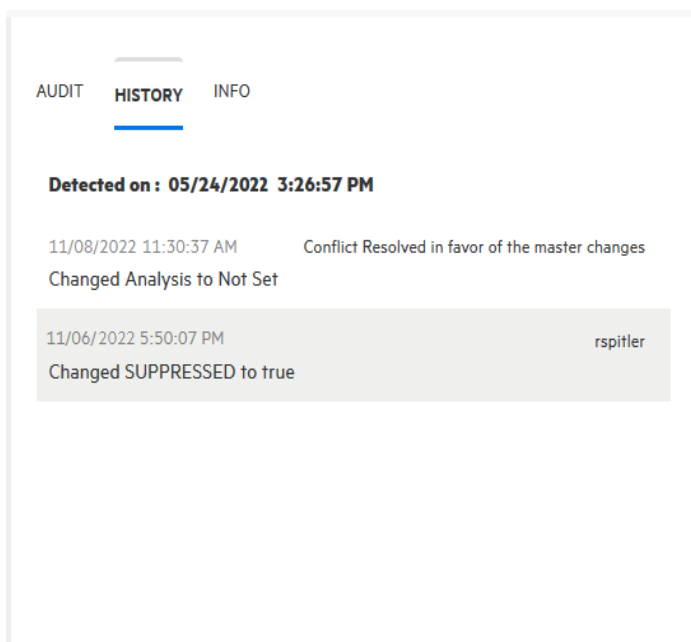 AUDIT HISTORY INFO
Detected on : 05/24/2022 3:26:57 PM
11/08/2022 11:30:37 AM Conflict Resolved in favor of the master changes
Changed Analysis to Not Set
11/06/2022 5:50:07 PM rspitler
Changed SUPPRESSED to true